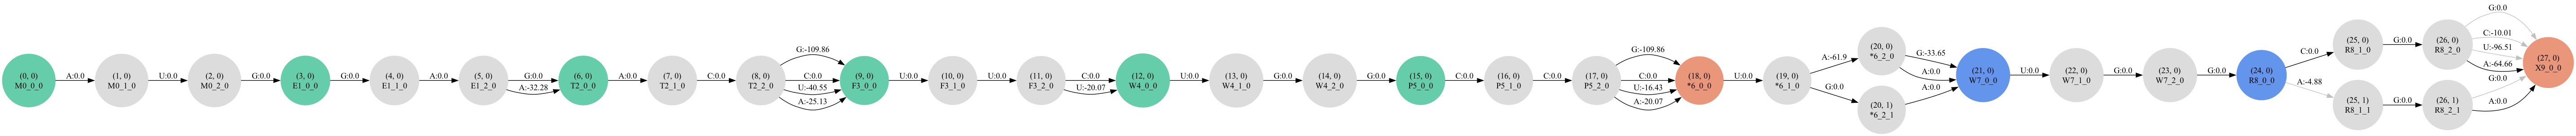 (0, 0)
M0_0_0
A:0.0
(1, 0)
M0_1_0
U:0.0
(2, 0)
M0_2_0
G:0.0
(3, 0)
E1_0_0
G:0.0
(4, 0)
E1_1_0
A:0.0
(5, 0)
E1_2_0
G:0.0
A:-32.28
(6, 0)
T2_0_0
A:0.0
(7, 0)
T2_1_0
C:0.0
(8, 0)
T2_2_0
G:-109.86
C:0.0
U:-40.55
A:-25.13
(9, 0)
F3_0_0
U:0.0
(10, 0)
F3_1_0
U:0.0
(11, 0)
F3_2_0
C:0.0
U:-20.07
(12, 0)
W4_0_0
U:0.0
(13, 0)
W4_1_0
G:0.0
(14, 0)
W4_2_0
G:0.0
(15, 0)
P5_0_0
C:0.0
(16, 0)
P5_1_0
C:0.0
(17, 0)
P5_2_0
G:-109.86
C:0.0
U:-16.43
A:-20.07
(18, 0)
*6_0_0
U:0.0
(19, 0)
*6_1_0
A:-61.9
G:0.0
(20, 0)
*6_2_0
G:-33.65
A:0.0
(20, 1)
*6_2_1
A:0.0
(21, 0)
W7_0_0
U:0.0
(22, 0)
W7_1_0
G:0.0
(23, 0)
W7_2_0
G:0.0
(24, 0)
R8_0_0
C:0.0
A:-4.88
(25, 0)
R8_1_0
G:0.0
(25, 1)
R8_1_1
G:0.0
(26, 0)
R8_2_0
G:0.0
C:-10.01
U:-96.51
A:-64.66
(26, 1)
R8_2_1
G:0.0
A:0.0
(27, 0)
X9_0_0